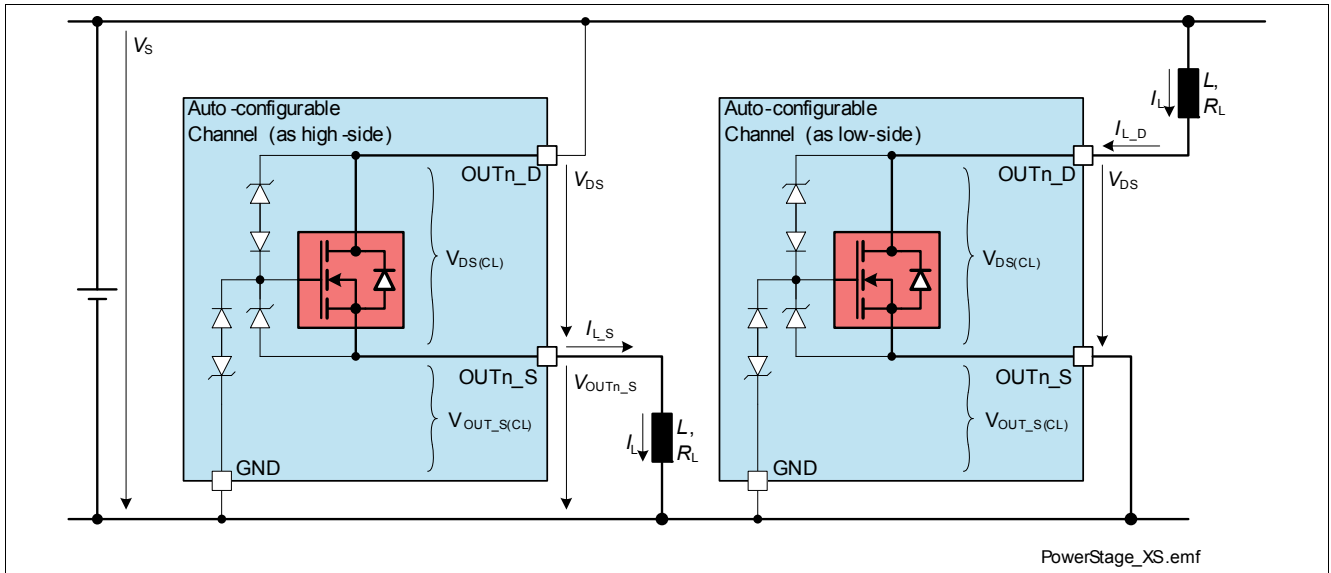 VS
Auto-configurable
Channel (as high-side)
OUTn_D
VDS
VDS(CL)
IL_S
OUTn_S
VOUTn_S
VOUT_S(CL)
L,
IL
RL
GND
Auto-configurable
Channel (as low-side)
L,
IL
RL
IL_D
OUTn_D
VDS
VDS(CL)
OUTn_S
VOUT_S(CL)
GND
PowerStage_XS.emf